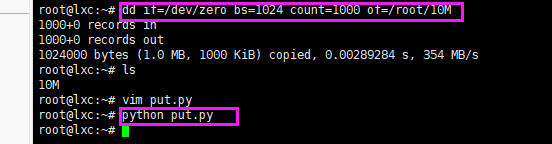 root@lxc:~# dd if=/dev/zero bs=1024 count=1000 of=/root/10M
1000+0 records in
1000+0 records out
1024000 bytes (1.0 MB, 1000 KiB) copied, 0.00289284 s, 354 MB/s
root@lxc:~# ls
10M
root@lxc:~# vim put.py
root@lxc:~# python put.py
root@lxc:~#